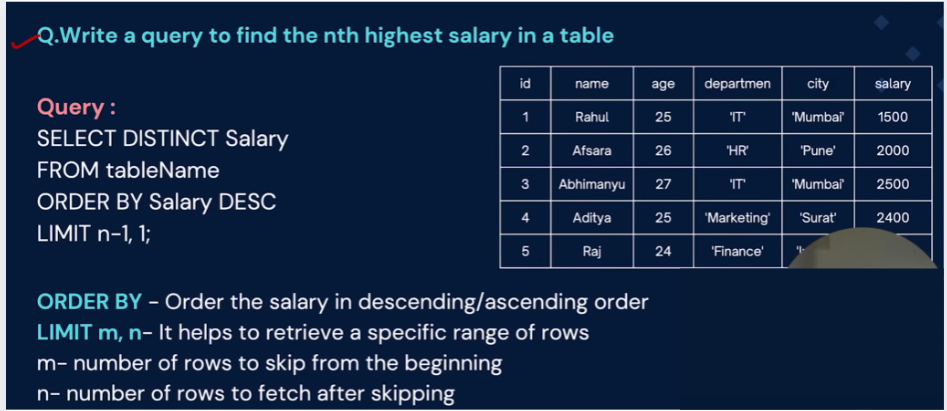 Q.Write a query to find the nth highest salary in a table
Query :
SELECT DISTINCT Salary
FROM tableName
ORDER BY Salary DESC
LIMIT n-1, 1;
id name age departmen city salary
1 Rahul 25 'IT' 'Mumbai' 1500
2 Afsara 26 'HR' 'Pune' 2000
3 Abhimanyu 27 'IT' 'Mumbai' 2500
4 Aditya 25 'Marketing' 'Surat' 2400
5 Raj 24 'Finance'
ORDER BY - Order the salary in descending/ascending order
LIMIT m, n- It helps to retrieve a specific range of rows
m- number of rows to skip from the beginning
n- number of rows to fetch after skipping